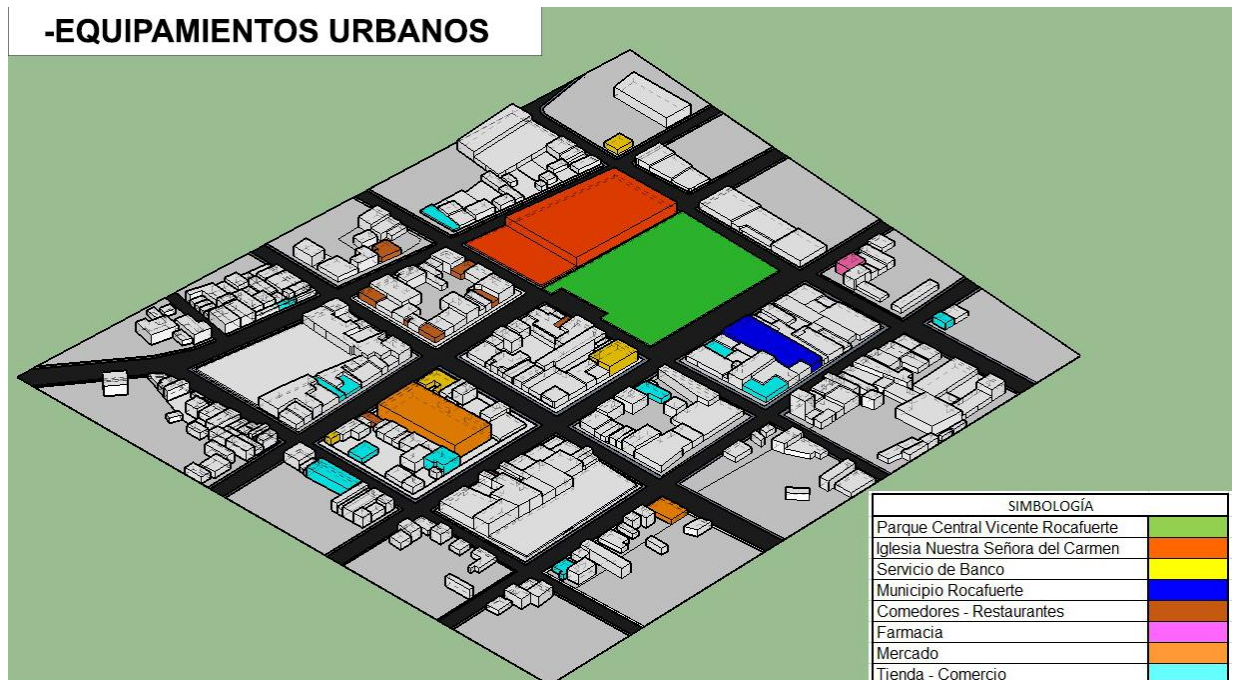 -EQUIPAMIENTOS URBANOS
SIMBOLOGÍA
Parque Central Vicente Rocafuerte
Iglesia Nuestra Señora del Carmen
Servicio de Banco
Municipio Rocafuerte
Comedores - Restaurantes
Farmacia
Mercado
Tienda - Comercio